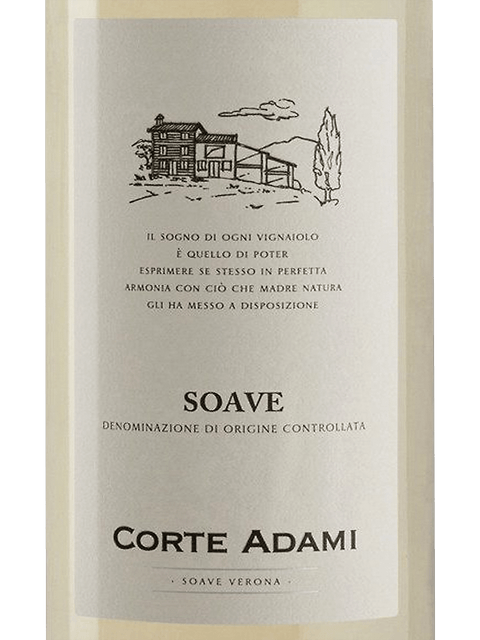 IL SOGNO DI OGNI VIGNAIOLO
È QUELLO DI POTER
ESPRIMERE SE STESSO IN PERFETTA
ARMONIA CON CIÒ CHE MADRE NATURA
GLI HA MESSO A DISPOSIZIONE
SOAVE
DENOMINAZIONE DI ORIGINE CONTROLLATA
CORTE ADAMI
· SOAVE VERONA ·